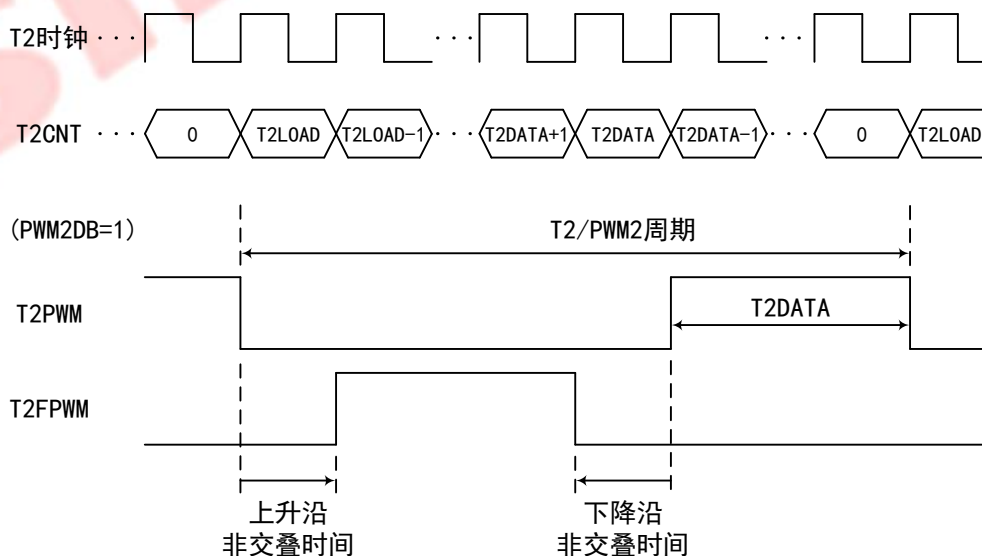 T2时钟 ··· ··· ···
T2CNT ··· 0 T2LOAD T2LOAD-1 ··· T2DATA+1 T2DATA T2DATA-1 ··· 0 T2LOAD
(PWM2DB=1) T2/PWM2周期
T2PWM T2DATA
T2FPWM
上升沿 下降沿
非交叠时间 非交叠时间